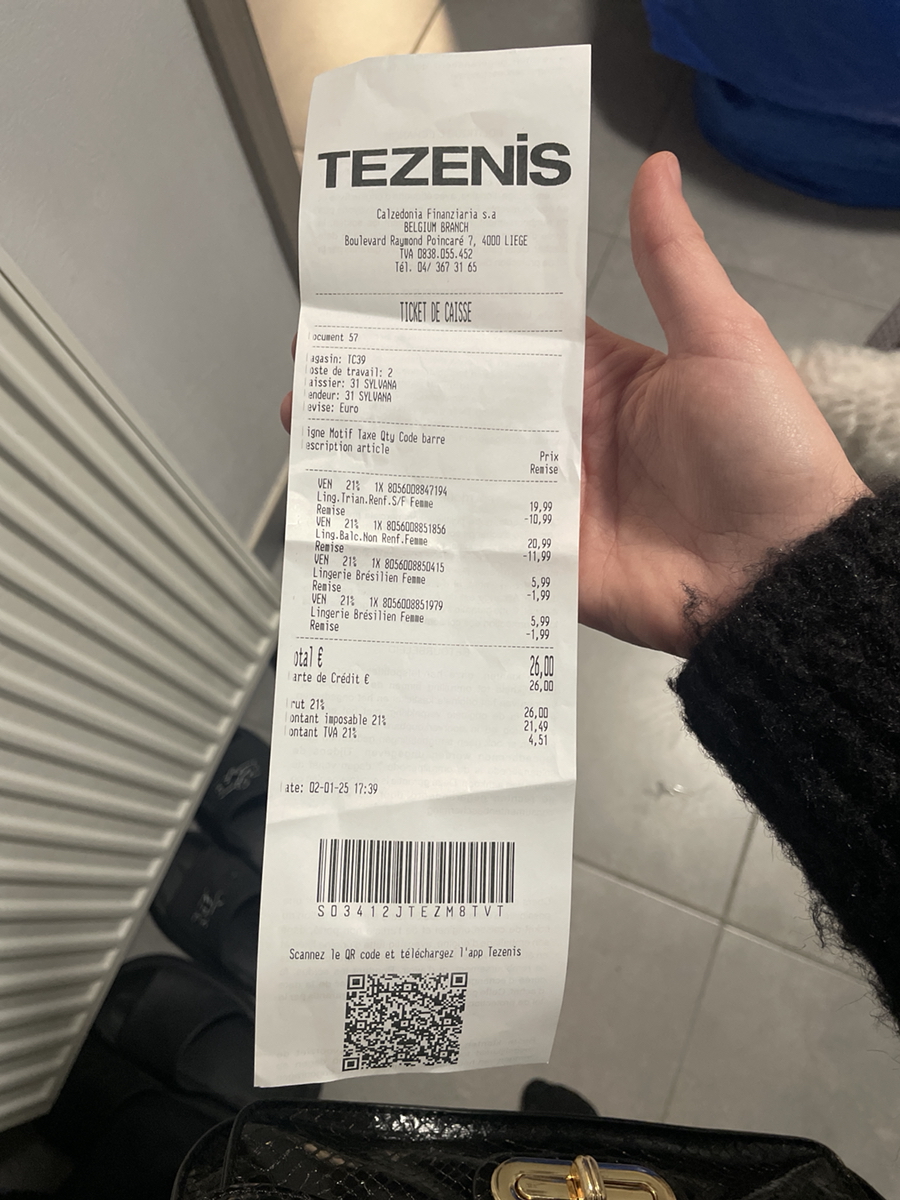 TEZENIS
Calzedonia Finanziaria s.a
BELGIUM BRANCH
Boulevard Raymond Poincaré 7, 4000 LIEGE
TVA 0838.055.452
Tél. 04/ 367 31 65
TICKET DE CAISSE
ocument 57
agasin: TC39
oste de travail: 2
aissier: 31 SYLVANA
endeur: 31 SYLVANA
evise: Euro
igne Motif Taxe Qty Code barre
escription article Prix
Remise
VEN 21% 1X 8056008847194
Ling.Trian.Renf.S/F Femme 19,99
Remise -10,99
VEN 21% 1X 8056008851856
Ling.Balc.Non Renf.Femme 20,99
Remise -11,99
VEN 21% 1X 8056008850415
Lingerie Brésilien Femme 5,99
Remise -1,99
VEN 21% 1X 8056008851979
Lingerie Brésilien Femme 5,99
Remise -1,99
otal € 26,00
arte de Crédit € 26,00
rut 21% 26,00
ontant imposable 21% 21,49
ontant TVA 21% 4,51
ate: 02-01-25 17:39
S03412JTEZM8TVT
Scannez le QR code et téléchargez l'app Tezenis